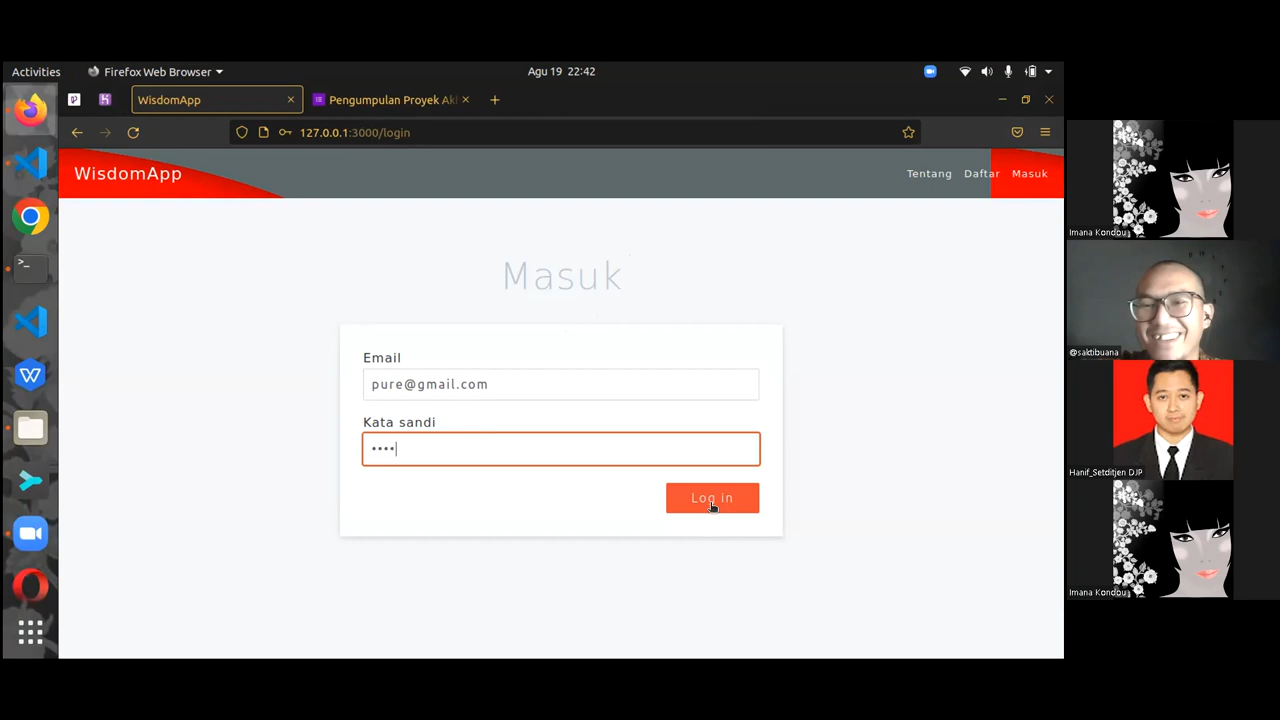 Activities
Firefox Web Browser
Agu 19 22:42
WisdomApp
Pengumpulan Proyek Ak
127.0.0.1:3000/login
WisdomApp
Tentang
Daftar
Masuk
Masuk
Email
pure@gmail.com
Kata sandi
Log in
Imana Kondou
@saktibuana
Hanif_Setditjen DJP
Imana Kondou